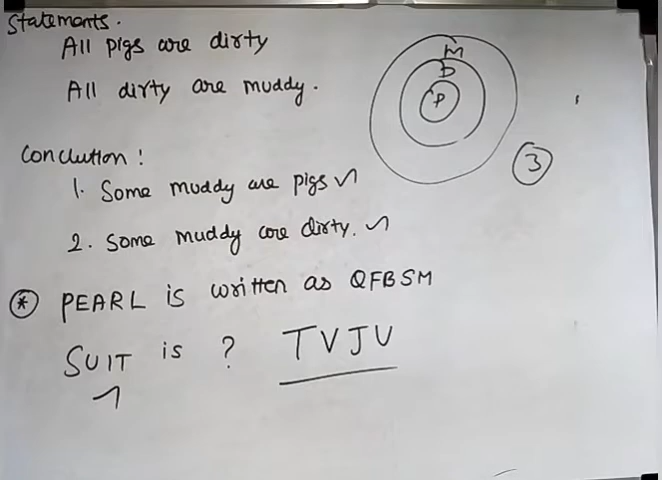 Statements.
All pigs are dirty
All dirty are muddy.
M
D
P
3
Conclution :
1. Some muddy are pigs
2. Some muddy are dirty.
* PEARL is written as QFBSM
SUIT is ? TVJU